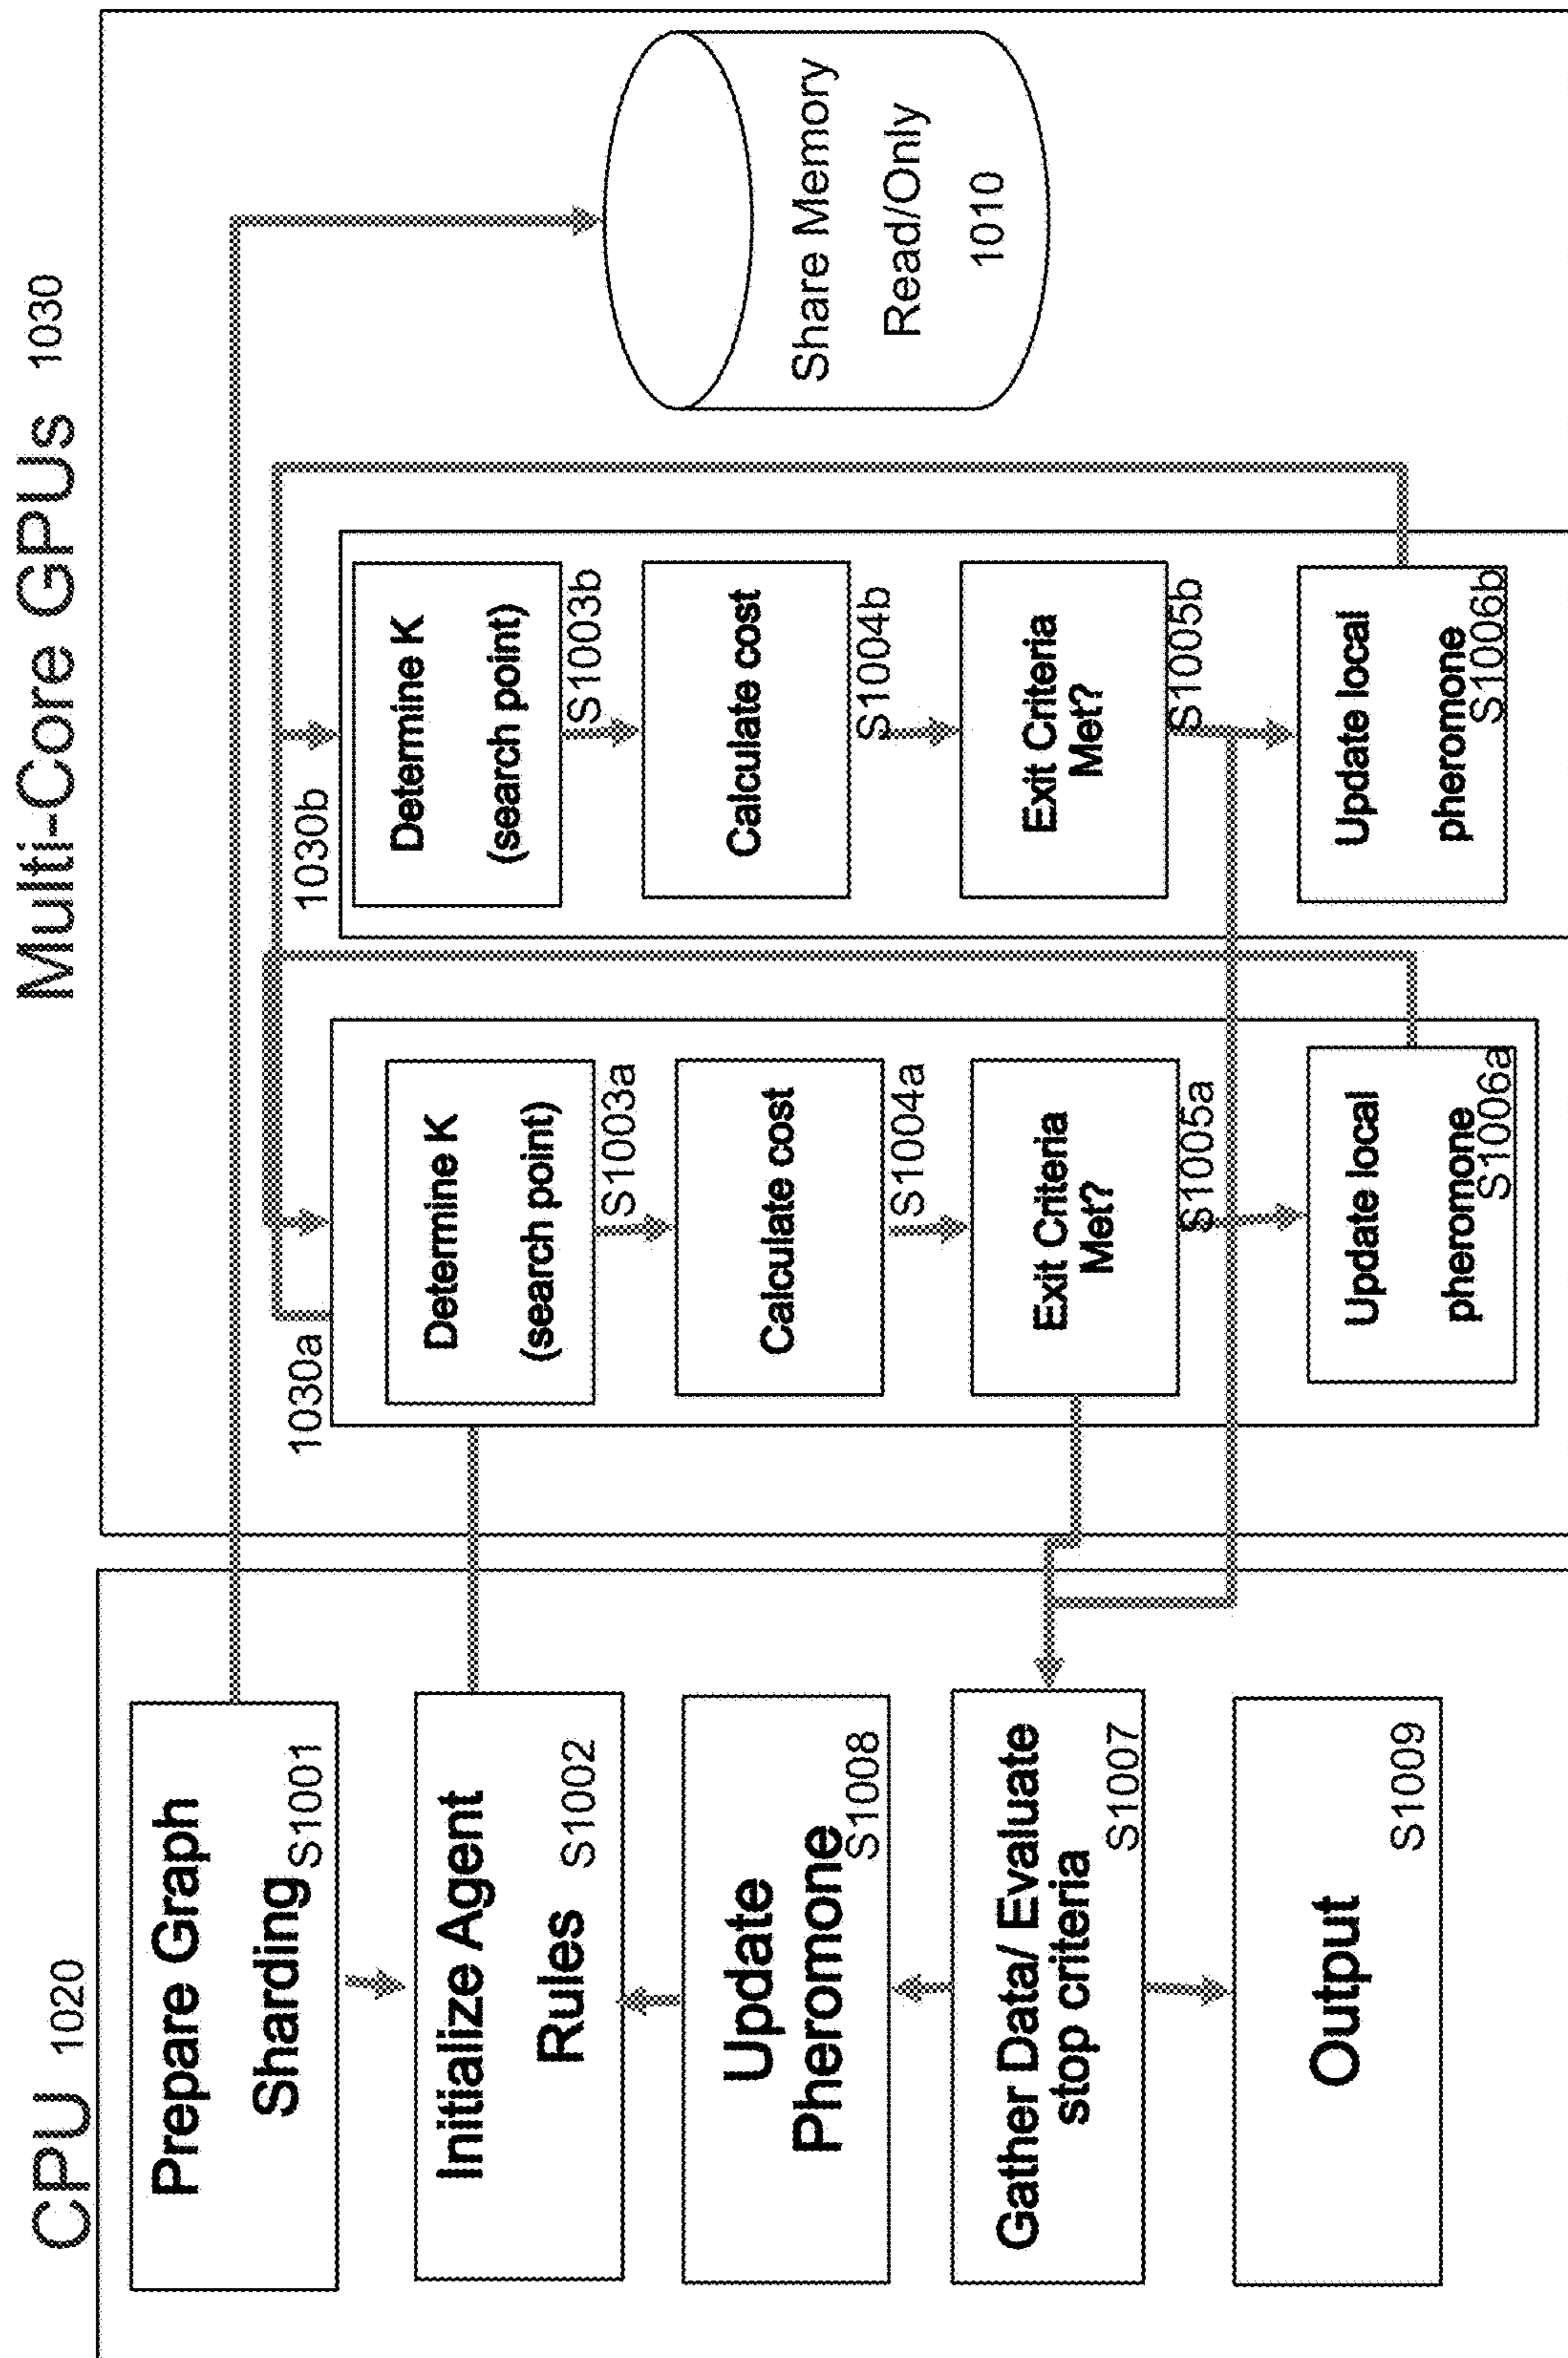 CPU 1020
Prepare Graph
Sharding
S1001
Initialize Agent
Rules
S1002
Update
Pheromone
S1008
Gather Data/ Evaluate
stop criteria
S1007
Output
S1009
Multi-Core GPUs 1030
1030a
Determine K
(search point)
S1003a
Calculate cost
S1004a
Exit Criteria
Met?
S1005a
Update local
pheromone
S1006a
1030b
Determine K
(search point)
S1003b
Calculate cost
S1004b
Exit Criteria
Met?
S1005b
Update local
pheromone
S1006b
Share Memory
Read/Only
1010